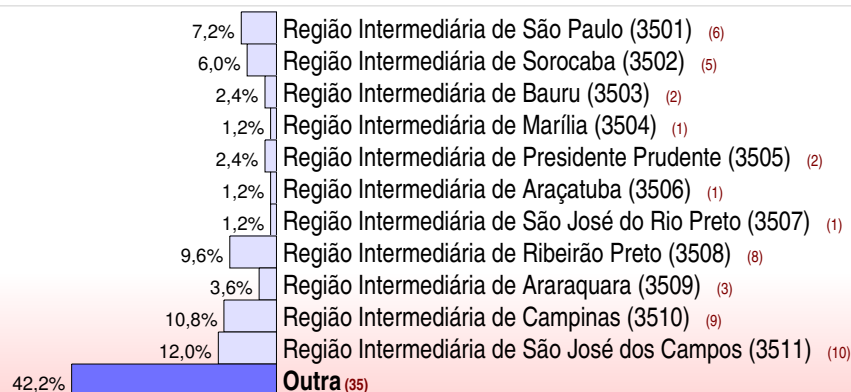 7,2% Região Intermediária de São Paulo (3501) (6)
6,0% Região Intermediária de Sorocaba (3502) (5)
2,4% Região Intermediária de Bauru (3503) (2)
1,2% Região Intermediária de Marília (3504) (1)
2,4% Região Intermediária de Presidente Prudente (3505) (2)
1,2% Região Intermediária de Araçatuba (3506) (1)
1,2% Região Intermediária de São José do Rio Preto (3507) (1)
9,6% Região Intermediária de Ribeirão Preto (3508) (8)
3,6% Região Intermediária de Araraquara (3509) (3)
10,8% Região Intermediária de Campinas (3510) (9)
12,0% Região Intermediária de São José dos Campos (3511) (10)
42,2% Outra (35)